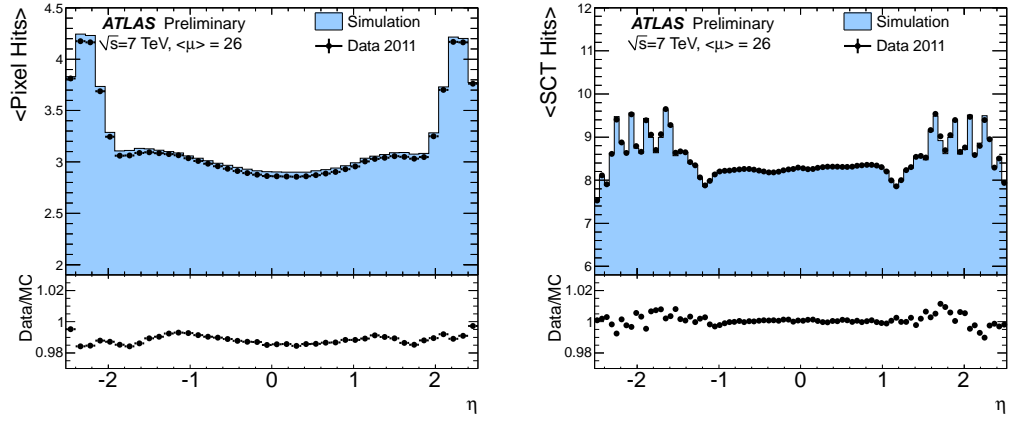 <Pixel Hits>
4.5
4
3.5
3
2.5
2
ATLAS Preliminary
√s=7 TeV, <μ> = 26
Simulation
Data 2011
Data/MC
1.02
1
0.98
-2 -1 0 1 2
η
<SCT Hits>
12
11
10
9
8
7
6
ATLAS Preliminary
√s=7 TeV, <μ> = 26
Simulation
Data 2011
Data/MC
1.02
1
0.98
-2 -1 0 1 2
η